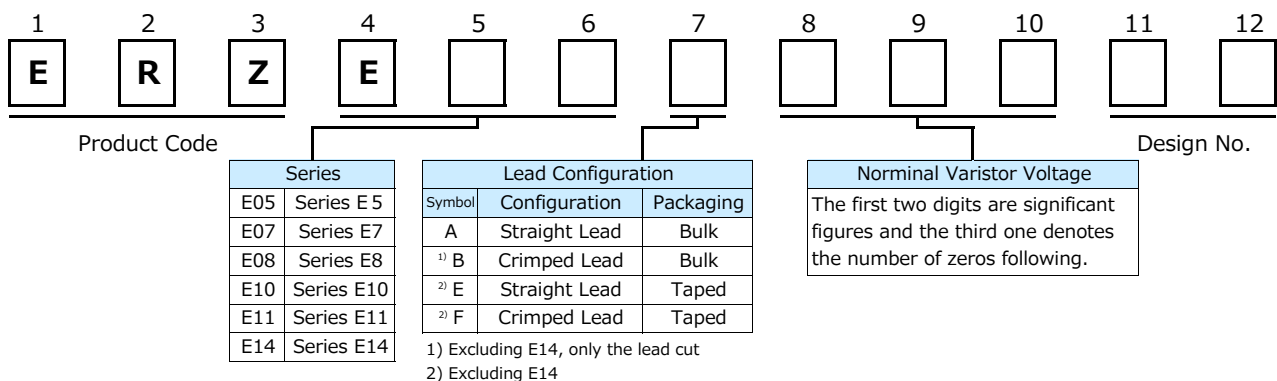 1 2 3 4 5 6 7 8 9 10 11 12
E R Z E
Product Code
Design No.
Series
E05 Series E 5
E07 Series E7
E08 Series E8
E10 Series E10
E11 Series E11
E14 Series E14
Lead Configuration
Symbol Configuration Packaging
A Straight Lead Bulk
1) B Crimped Lead Bulk
2) E Straight Lead Taped
2) F Crimped Lead Taped
1) Excluding E14, only the lead cut
2) Excluding E14
Norminal Varistor Voltage
The first two digits are significant
figures and the third one denotes
the number of zeros following.